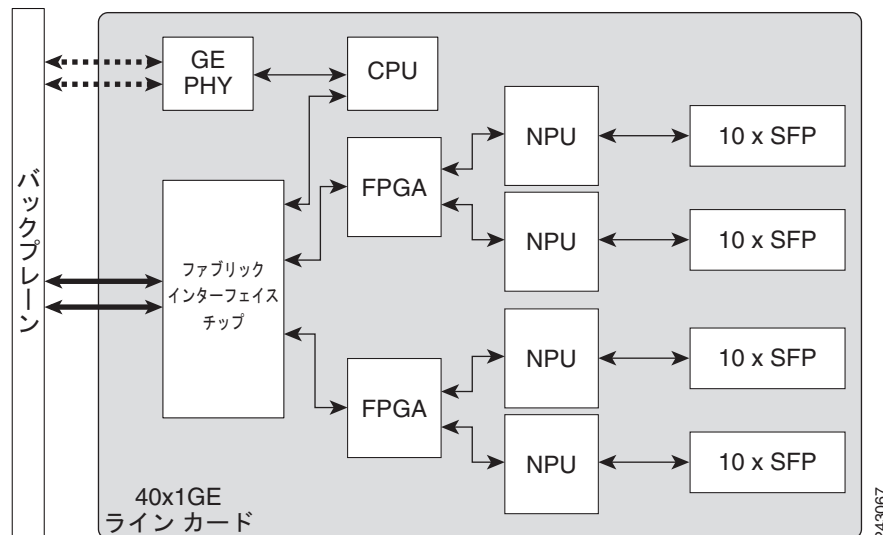 GE
PHY
CPU
NPU
10 x SFP
FPGA
NPU
10 x SFP
バックプレーン
ファブリック
インターフェイス
チップ
NPU
10 x SFP
FPGA
NPU
10 x SFP
40x1GE
ライン カード
243067